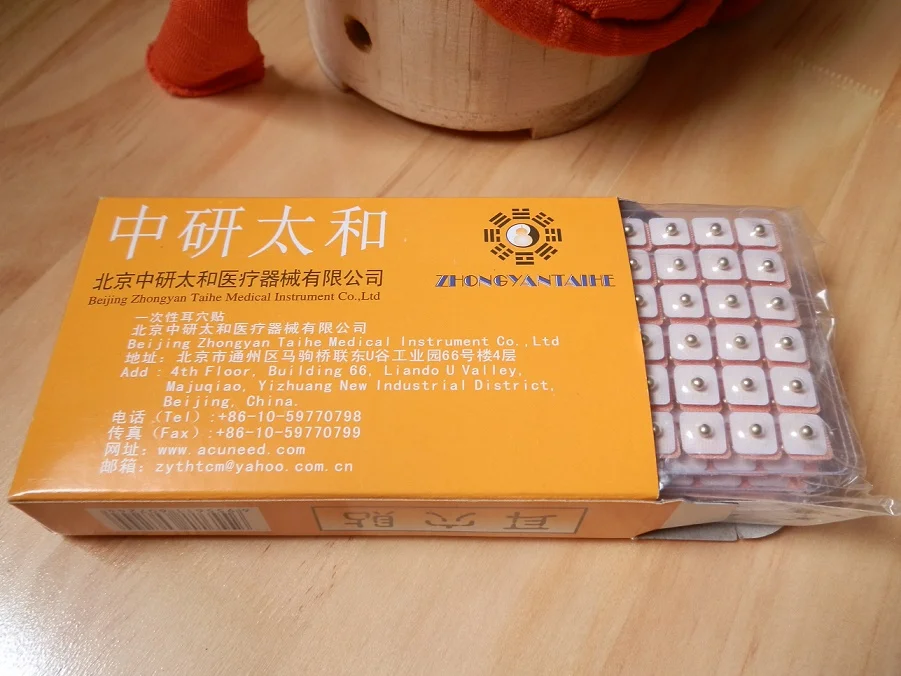 中研太和
北京中研太和医疗器械有限公司
Beijing Zhongyan Taihe Medical Instrument Co.,Ltd
ZHONGYANTAIHE
一次性耳穴贴
北京中研太和医疗器械有限公司
Beijing Zhongyan Taihe Medical Instrument Co.,Ltd
地址：北京市通州区马驹桥联东U谷工业园66号楼4层
Add : 4th Floor, Building 66, Liando U Valley,
Majuqiao, Yizhuang New Industrial District,
Beijing, China.
电话（Tel）:+86-10-59770798
传真（Fax）:+86-10-59770799
网址：www.acuneed.com
邮箱：zythtcm@yahoo.com.cn
耳穴贴